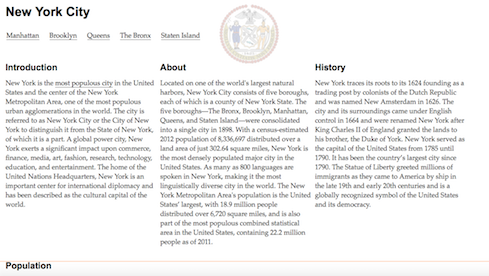 New York City
Manhattan Brooklyn Queens The Bronx Staten Island
Introduction
New York is the most populous city in the United
States and the center of the New York
Metropolitan Area, one of the most populous
urban agglomerations in the world. The city is
referred to as New York City or the City of New
York to distinguish it from the State of New York,
of which it is a part. A global power city, New
York exerts a significant impact upon commerce,
finance, media, art, fashion, research, technology,
education, and entertainment. The home of the
United Nations Headquarters, New York is an
important center for international diplomacy and
has been described as the cultural capital of the
world.
About
Located on one of the world's largest natural
harbors, New York City consists of five boroughs,
each of which is a county of New York State. The
five boroughs—The Bronx, Brooklyn, Manhattan,
Queens, and Staten Island—were consolidated
into a single city in 1898. With a census-estimated
2012 population of 8,336,697 distributed over a
land area of just 302.64 square miles, New York is
the most densely populated major city in the
United States. As many as 800 languages are
spoken in New York, making it the most
linguistically diverse city in the world. The New
York Metropolitan Area's population is the United
States' largest, with 18.9 million people
distributed over 6,720 square miles, and is also
part of the most populous combined statistical
area in the United States, containing 22.2 million
people as of 2011.
History
New York traces its roots to its 1624 founding as a
trading post by colonists of the Dutch Republic
and was named New Amsterdam in 1626. The
city and its surroundings came under English
control in 1664 and were renamed New York after
King Charles II of England granted the lands to
his brother, the Duke of York. New York served as
the capital of the United States from 1785 until
1790. It has been the country's largest city since
1790. The Statue of Liberty greeted millions of
immigrants as they came to America by ship in
the late 19th and early 20th centuries and is a
globally recognized symbol of the United States
and its democracy.
Population